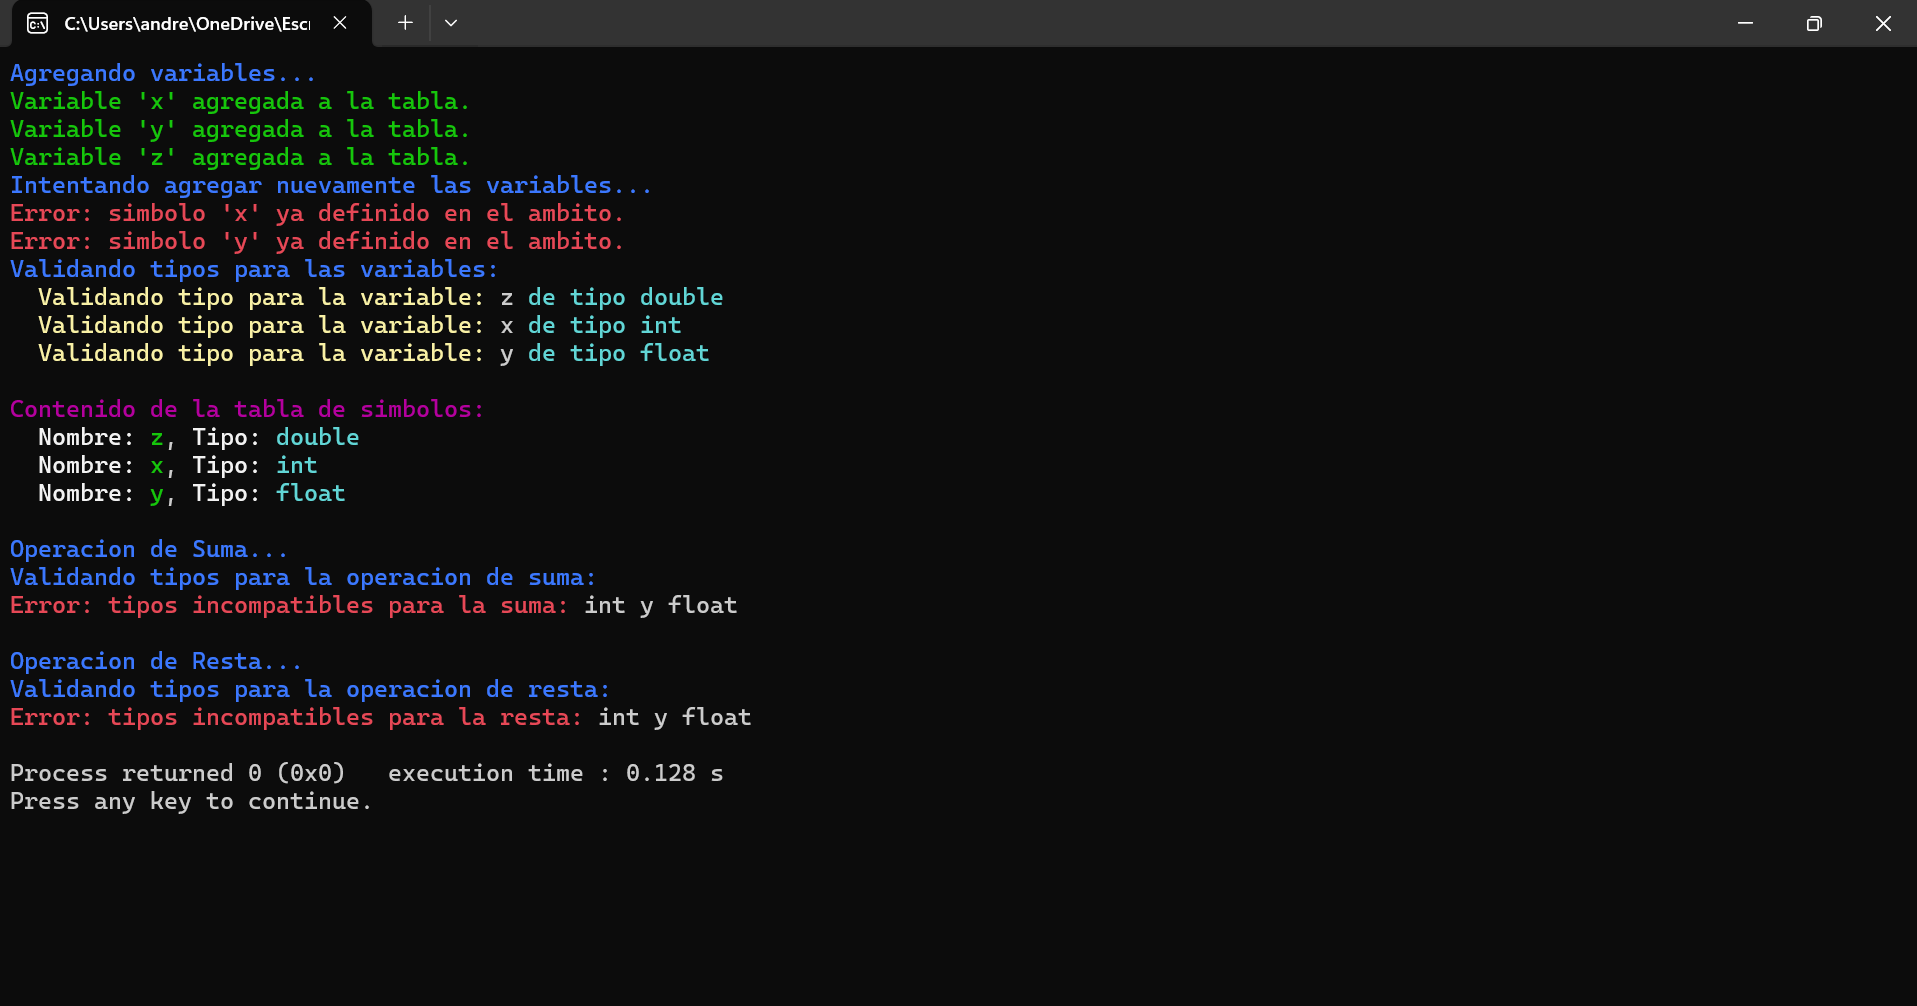 C:\Users\andre\OneDrive\Esc
Agregando variables...
Variable 'x' agregada a la tabla.
Variable 'y' agregada a la tabla.
Variable 'z' agregada a la tabla.
Intentando agregar nuevamente las variables...
Error: simbolo 'x' ya definido en el ambito.
Error: simbolo 'y' ya definido en el ambito.
Validando tipos para las variables:
  Validando tipo para la variable: z de tipo double
  Validando tipo para la variable: x de tipo int
  Validando tipo para la variable: y de tipo float
Contenido de la tabla de simbolos:
  Nombre: z, Tipo: double
  Nombre: x, Tipo: int
  Nombre: y, Tipo: float
Operacion de Suma...
Validando tipos para la operacion de suma:
Error: tipos incompatibles para la suma: int y float
Operacion de Resta...
Validando tipos para la operacion de resta:
Error: tipos incompatibles para la resta: int y float
Process returned 0 (0x0)   execution time : 0.128 s
Press any key to continue.